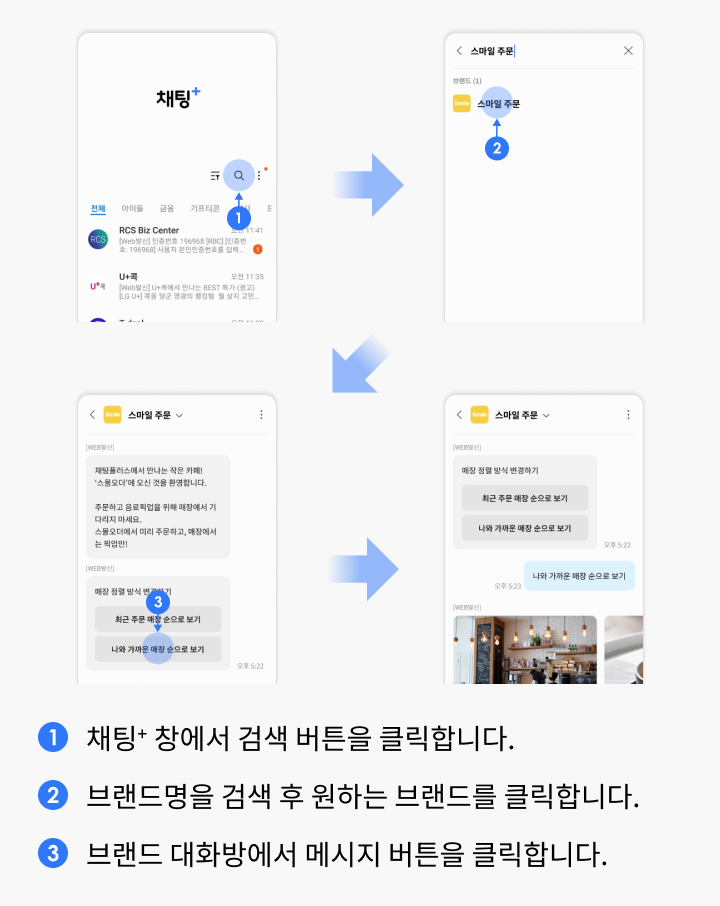 채팅+
전체 아이들 금융 기프티콘
1
RCS
RCS Biz Center 11:41
[Web발신] 인증번호 196968 [RBC] [인증번
호: 196968] 사용자 본인인증번호를 입력...
1
U+콕
U+콕 오전 11:35
[Web발신] U+콕에서 만나는 BEST 특가 (광고)
[LG U+] 콕을 달군 영광의 랭킹템 뭘 살지 고민...
스마일 주문
브랜드 (1)
Smile
스마일 주문
2
Smile 스마일 주문
[WEB발신]
채팅플러스에서 만나는 작은 카페!
'스몰오더'에 오신 것을 환영합니다.
주문하고 음료픽업을 위해 매장에서 기
다리지 마세요.
스몰오더에서 미리 주문하고, 매장에서
는 픽업만!
[WEB발신]
매장 정렬 방식 변경하기
3
최근 주문 매장 순으로 보기
나와 가까운 매장 순으로 보기
오후 5:22
Smile 스마일 주문
[WEB발신]
매장 정렬 방식 변경하기
최근 주문 매장 순으로 보기
나와 가까운 매장 순으로 보기
오후 5:22
오후 5:23 나와 가까운 매장 순으로 보기
[WEB발신]
1 채팅+ 창에서 검색 버튼을 클릭합니다.
2 브랜드명을 검색 후 원하는 브랜드를 클릭합니다.
3 브랜드 대화방에서 메시지 버튼을 클릭합니다.